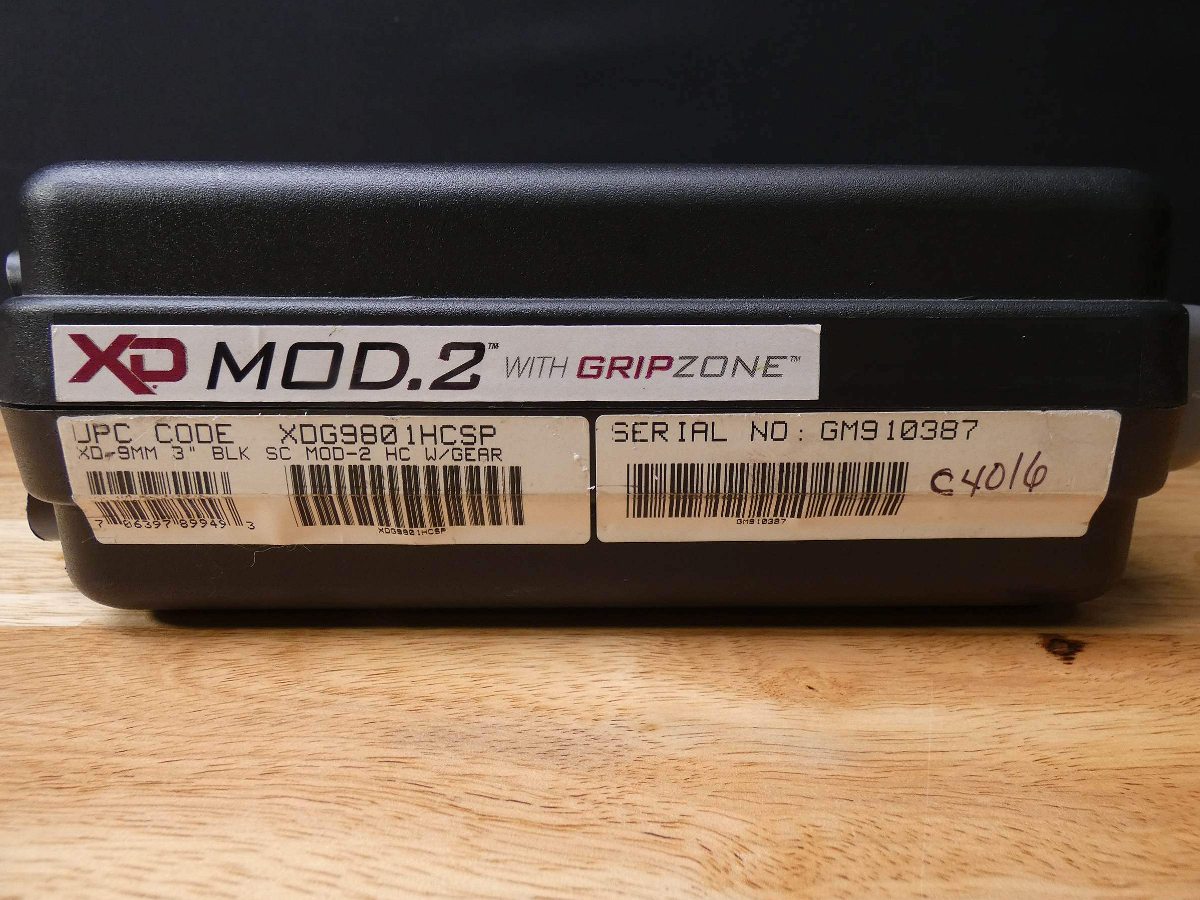 XD MOD.2™ WITH GRIPZONE™
UPC CODE XDG9801HCSP
XD-9MM 3" BLK SC MOD-2 HC W/GEAR
7 06397 89949 3
XDG9801HCSP
SERIAL NO: GM910387
C4016
GM910387